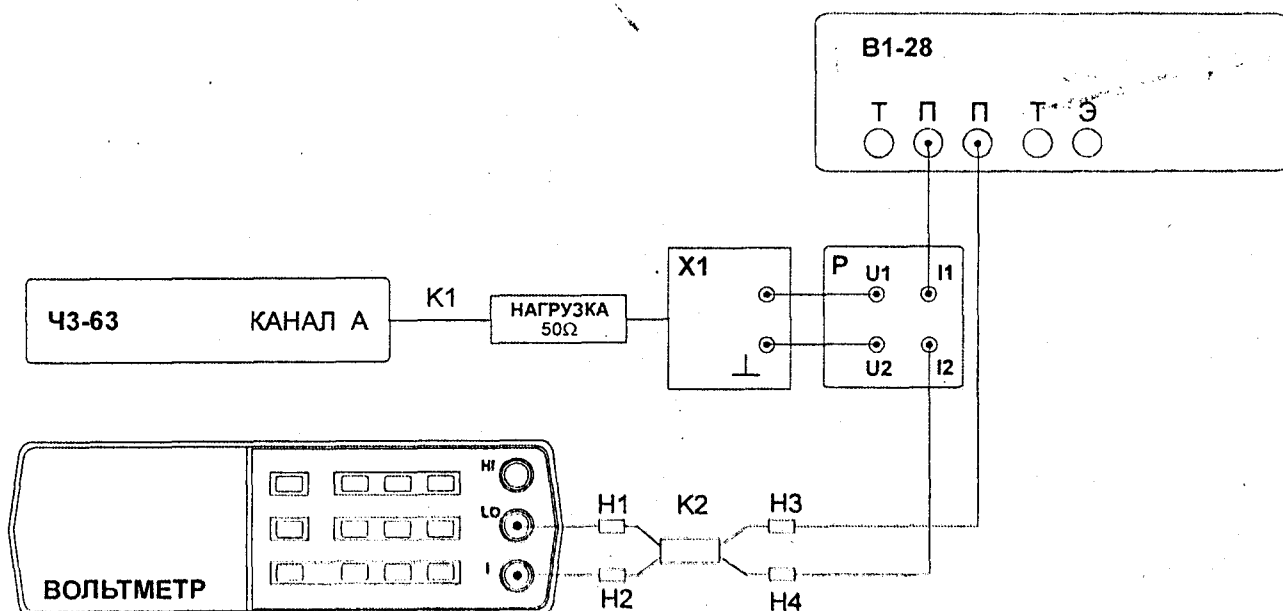 В1-28
Т П П Т Э
Х1
Р
U1 I1
U2 I2
Ч3-63 КАНАЛ А
К1
НАГРУЗКА
50Ω
HI
LO
I
ВОЛЬТМЕТР
Н1 К2 Н3
Н2 Н4